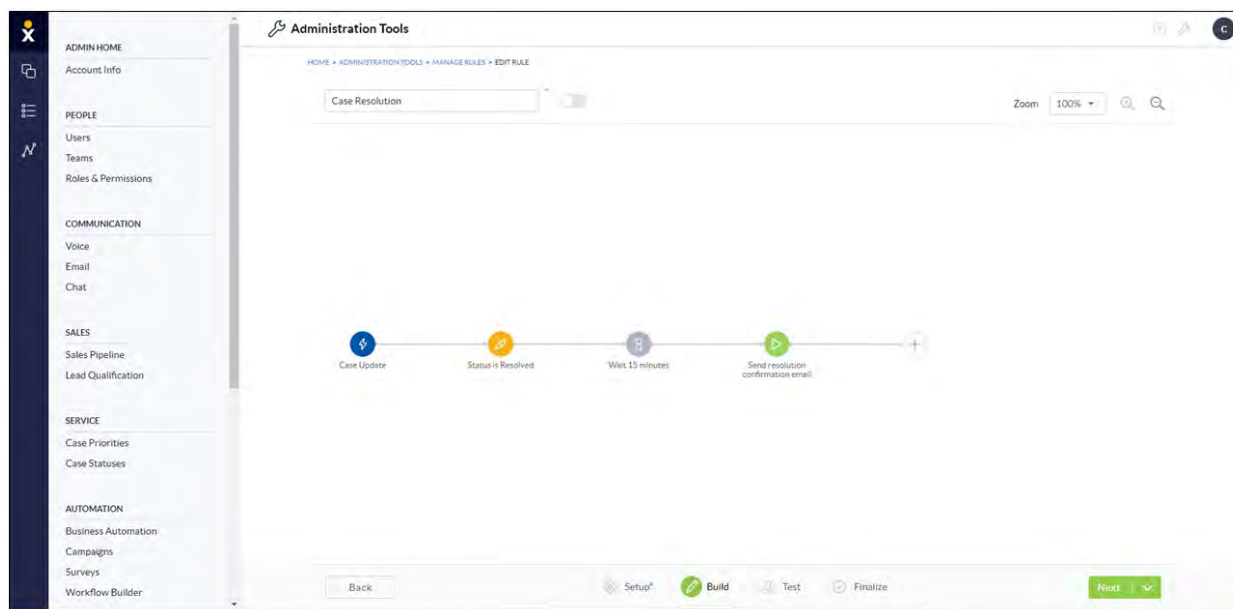 Administration Tools
C
ADMIN HOME
Account Info
PEOPLE
Users
Teams
Roles & Permissions
COMMUNICATION
Voice
Email
Chat
SALES
Sales Pipeline
Lead Qualification
SERVICE
Case Priorities
Case Statuses
AUTOMATION
Business Automation
Campaigns
Surveys
Workflow Builder
HOME > ADMINISTRATION TOOLS > MANAGE RULES > EDIT RULE
Case Resolution
Zoom 100%
Case Update
Status is Resolved
Wait 15 minutes
Send resolution
confirmation email
Back
Setup*
Build
Test
Finalize
Next